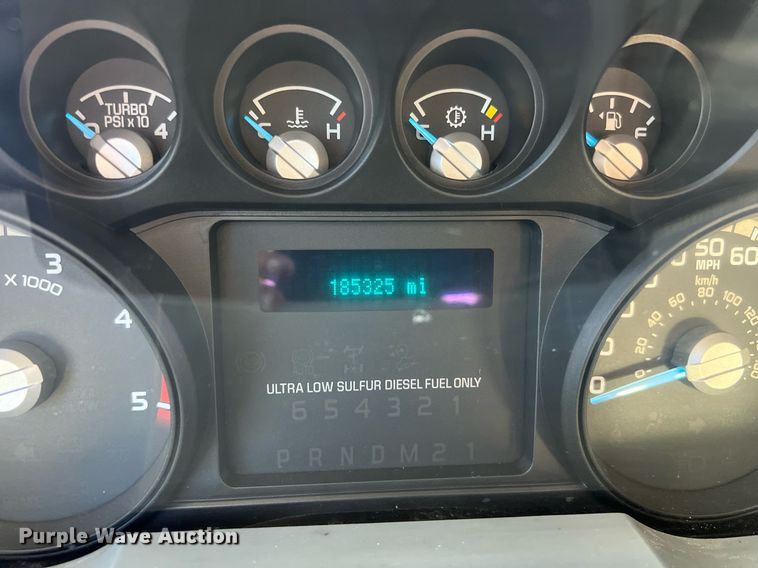 TURBO
PSI x 10
0 4
C H
C H
E F
185325 mi
x 1000
3
4
5
ULTRA LOW SULFUR DIESEL FUEL ONLY
6 5 4 3 2 1
P R N D M 2 1
50 60
MPH
km/h
80 100 120
60
40
20
0
0
Purple Wave Auction